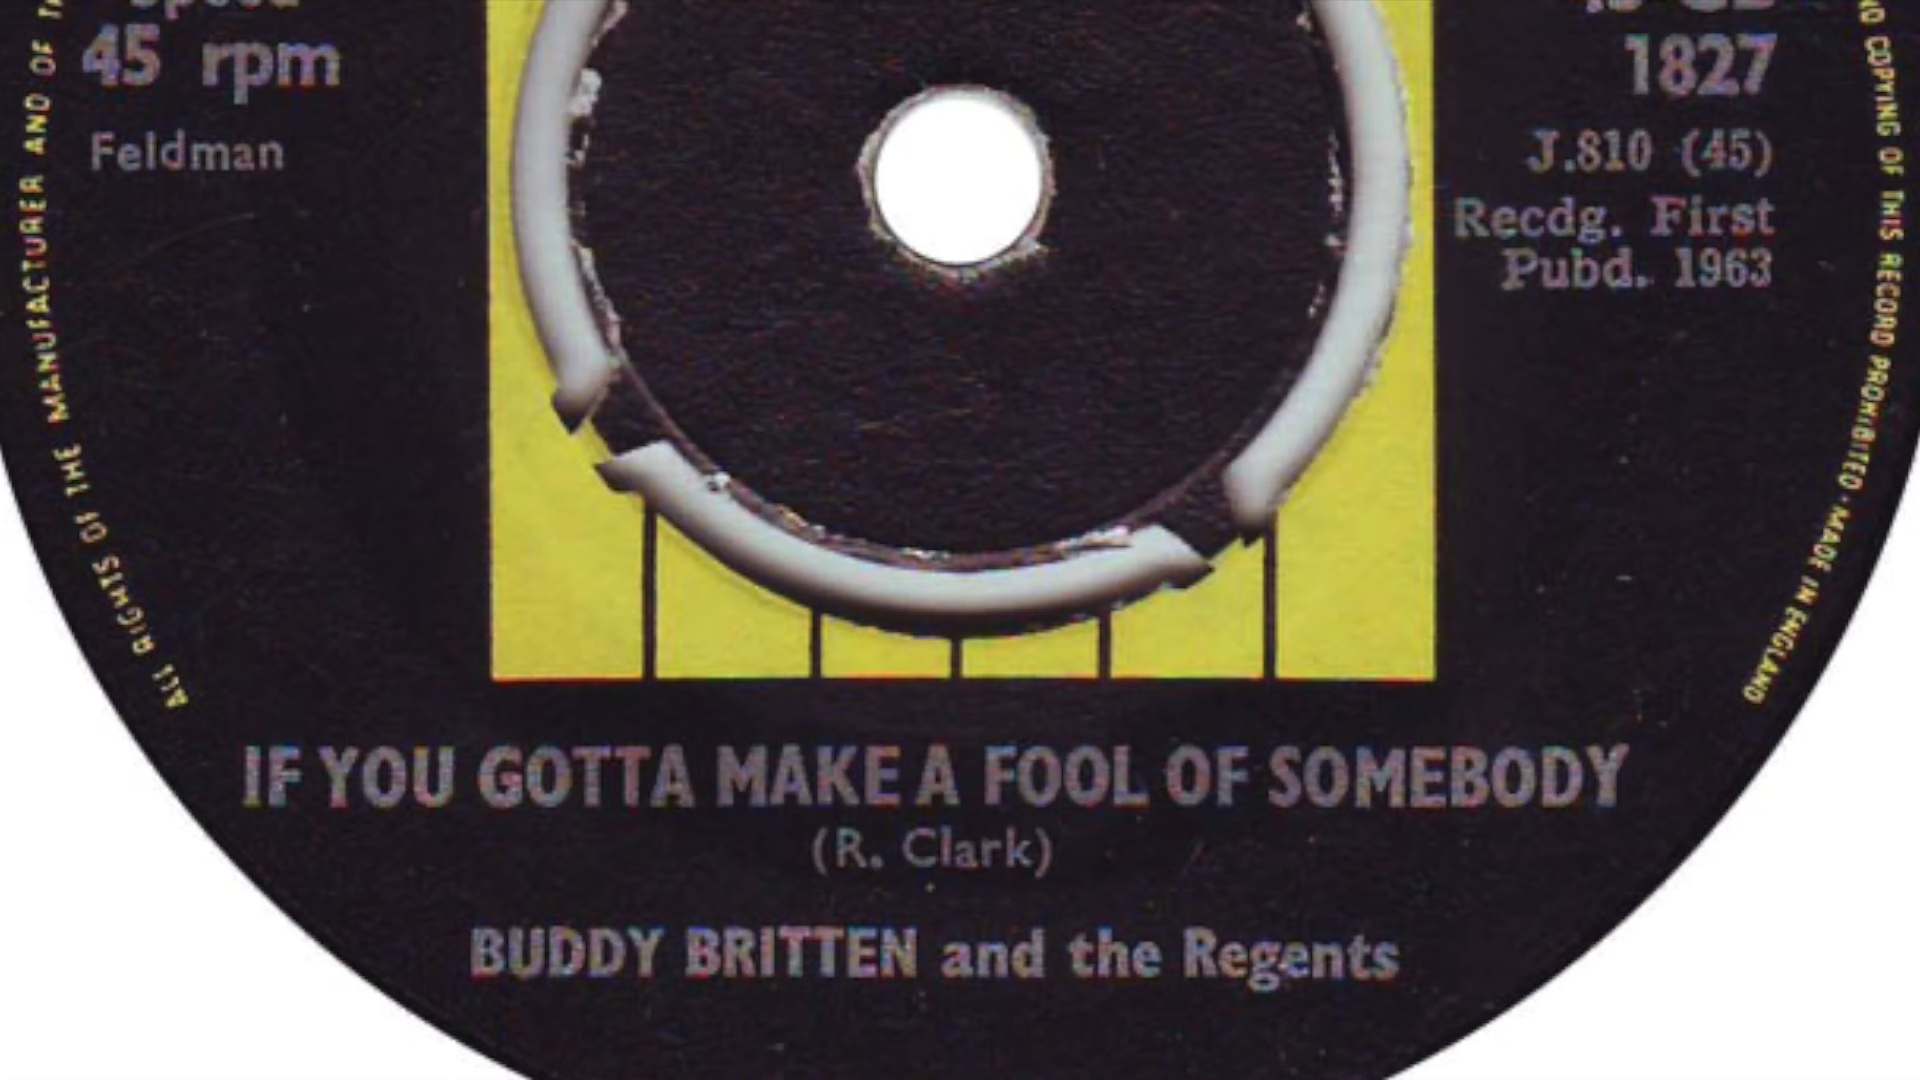 45 rpm
Feldman
1827
J.810 (45)
Recdg. First
Pubd. 1963
ALL RIGHTS OF THE MANUFACTURER AND OF
COPYING OF THIS RECORD PROHIBITED · MADE IN ENGLAND
IF YOU GOTTA MAKE A FOOL OF SOMEBODY
(R. Clark)
BUDDY BRITTEN and the Regents